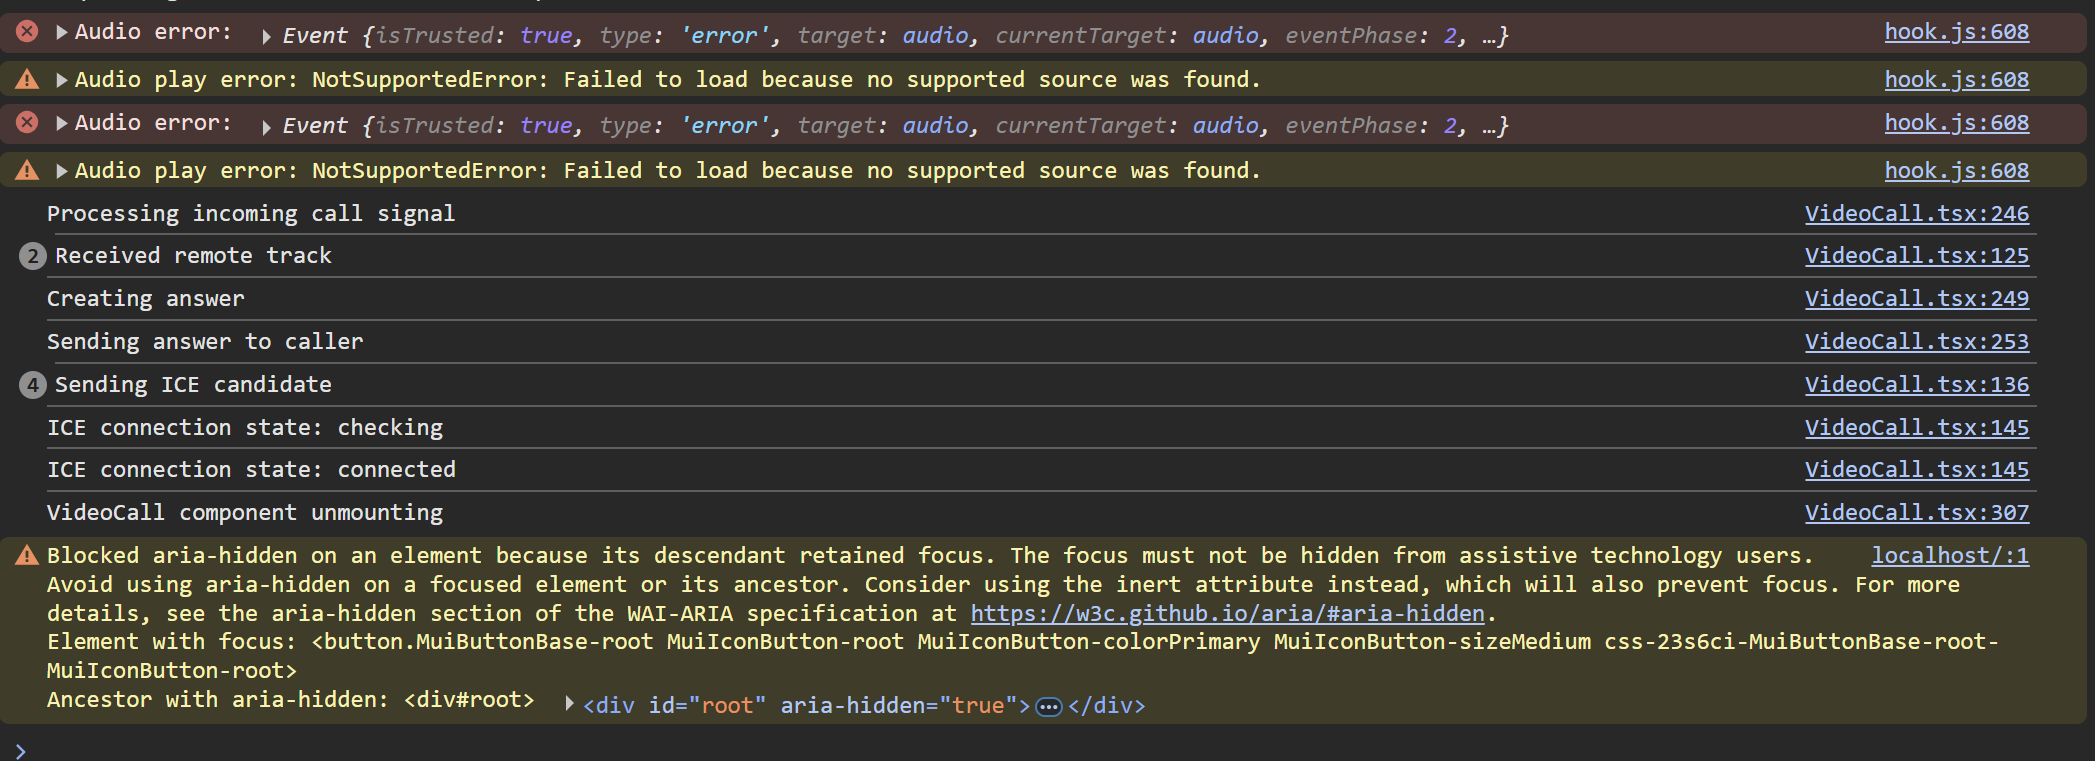 Audio error: Event {isTrusted: true, type: 'error', target: audio, currentTarget: audio, eventPhase: 2, …} hook.js:608
Audio play error: NotSupportedError: Failed to load because no supported source was found. hook.js:608
Audio error: Event {isTrusted: true, type: 'error', target: audio, currentTarget: audio, eventPhase: 2, …} hook.js:608
Audio play error: NotSupportedError: Failed to load because no supported source was found. hook.js:608
Processing incoming call signal VideoCall.tsx:246
2 Received remote track VideoCall.tsx:125
Creating answer VideoCall.tsx:249
Sending answer to caller VideoCall.tsx:253
4 Sending ICE candidate VideoCall.tsx:136
ICE connection state: checking VideoCall.tsx:145
ICE connection state: connected VideoCall.tsx:145
VideoCall component unmounting VideoCall.tsx:307
Blocked aria-hidden on an element because its descendant retained focus. The focus must not be hidden from assistive technology users. localhost/:1
Avoid using aria-hidden on a focused element or its ancestor. Consider using the inert attribute instead, which will also prevent focus. For more
details, see the aria-hidden section of the WAI-ARIA specification at https://w3c.github.io/aria/#aria-hidden.
Element with focus: <button.MuiButtonBase-root MuiIconButton-root MuiIconButton-colorPrimary MuiIconButton-sizeMedium css-23s6ci-MuiButtonBase-root-
MuiIconButton-root>
Ancestor with aria-hidden: <div#root> <div id="root" aria-hidden="true">…</div>